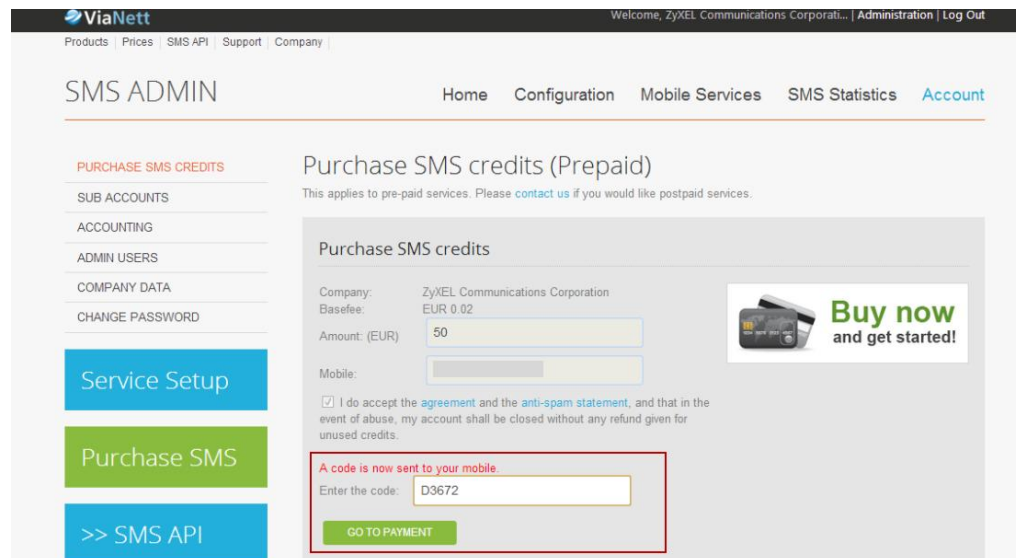 ViaNett
Welcome, ZyXEL Communications Corporati... | Administration | Log Out
Products | Prices | SMS API | Support | Company |
SMS ADMIN
Home Configuration Mobile Services SMS Statistics Account
PURCHASE SMS CREDITS
SUB ACCOUNTS
ACCOUNTING
ADMIN USERS
COMPANY DATA
CHANGE PASSWORD
Service Setup
Purchase SMS
>> SMS API
Purchase SMS credits (Prepaid)
This applies to pre-paid services. Please contact us if you would like postpaid services.
Purchase SMS credits
Company: ZyXEL Communications Corporation
Basefee: EUR 0.02
Amount: (EUR) 50
Mobile:
I do accept the agreement and the anti-spam statement, and that in the
event of abuse, my account shall be closed without any refund given for
unused credits.
A code is now sent to your mobile.
Enter the code: D3672
GO TO PAYMENT
Buy now
and get started!